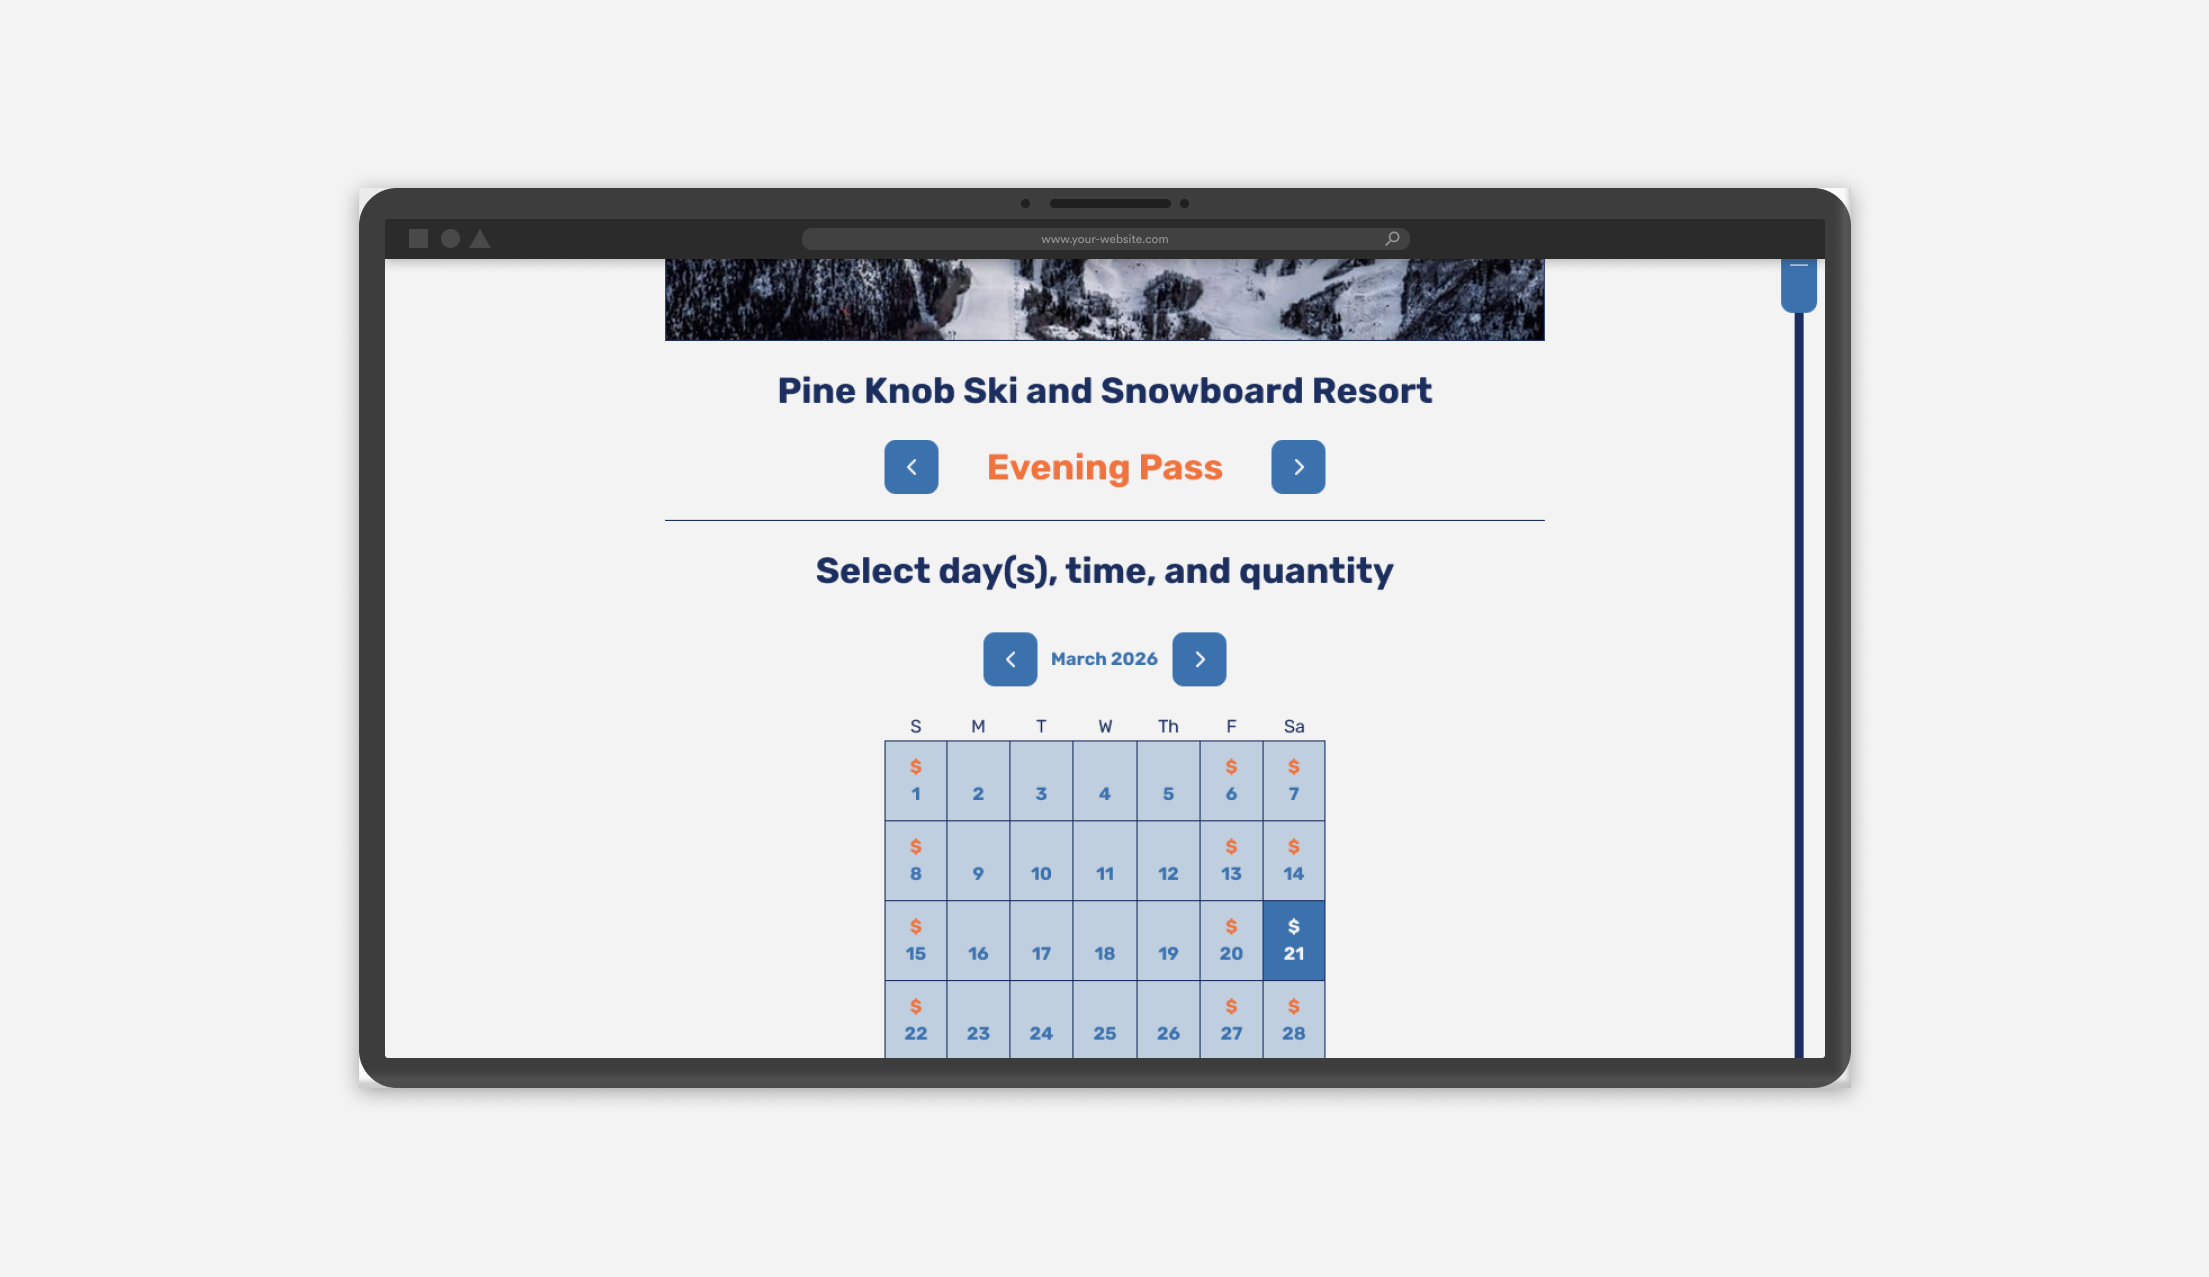 www.your-website.com
Pine Knob Ski and Snowboard Resort
Evening Pass
Select day(s), time, and quantity
March 2026
S M T W Th F Sa
$ $ $
1 2 3 4 5 6 7
$ $ $
8 9 10 11 12 13 14
$ $ $
15 16 17 18 19 20 21
$ $ $
22 23 24 25 26 27 28